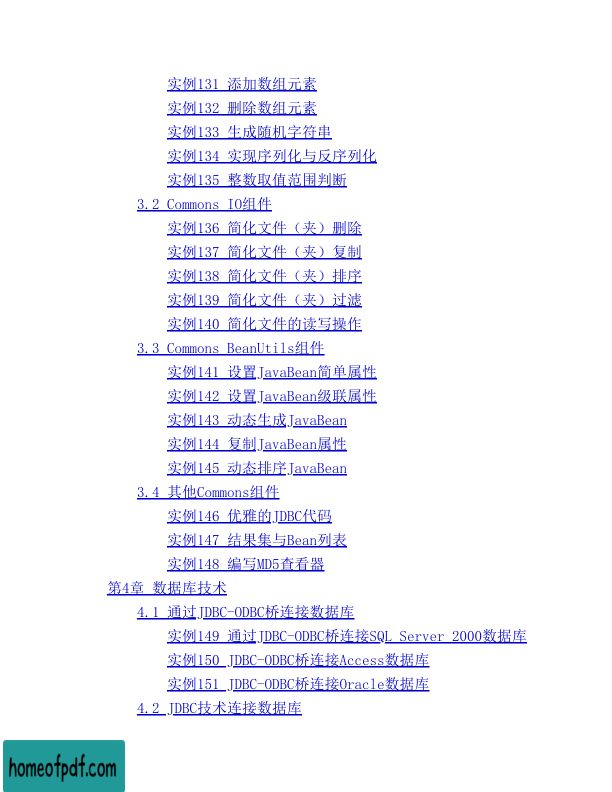 实例131 添加数组元素
实例132 删除数组元素
实例133 生成随机字符串
实例134 实现序列化与反序列化
实例135 整数取值范围判断
3.2 Commons IO组件
实例136 简化文件（夹）删除
实例137 简化文件（夹）复制
实例138 简化文件（夹）排序
实例139 简化文件（夹）过滤
实例140 简化文件的读写操作
3.3 Commons BeanUtils组件
实例141 设置JavaBean简单属性
实例142 设置JavaBean级联属性
实例143 动态生成JavaBean
实例144 复制JavaBean属性
实例145 动态排序JavaBean
3.4 其他Commons组件
实例146 优雅的JDBC代码
实例147 结果集与Bean列表
实例148 编写MD5查看器
第4章 数据库技术
4.1 通过JDBC-ODBC桥连接数据库
实例149 通过JDBC-ODBC桥连接SQL Server 2000数据库
实例150 JDBC-ODBC桥连接Access数据库
实例151 JDBC-ODBC桥连接Oracle数据库
4.2 JDBC技术连接数据库
homeofpdf.com